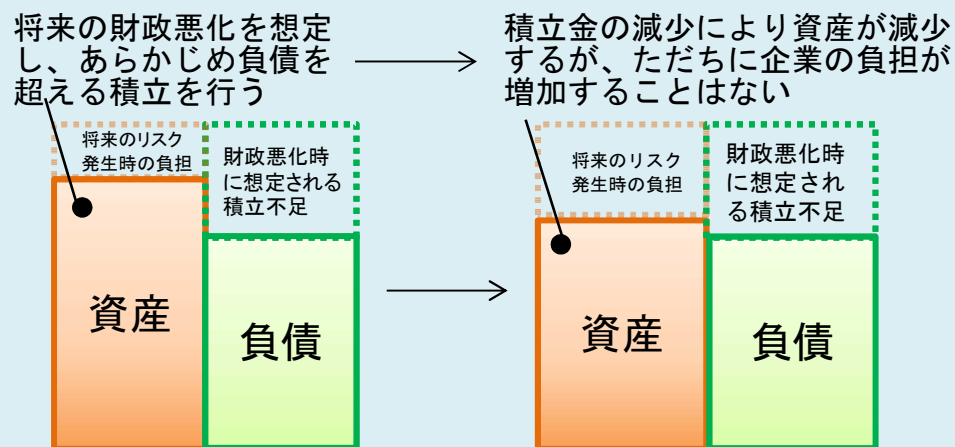 将来の財政悪化を想定
し、あらかじめ負債を
超える積立を行う
積立金の減少により資産が減少
するが、ただちに企業の負担が
増加することはない
将来のリスク
発生時の負担
財政悪化時
に想定される
積立不足
資産
負債
将来のリスク
発生時の負担
財政悪化時
に想定され
る積立不足
資産
負債